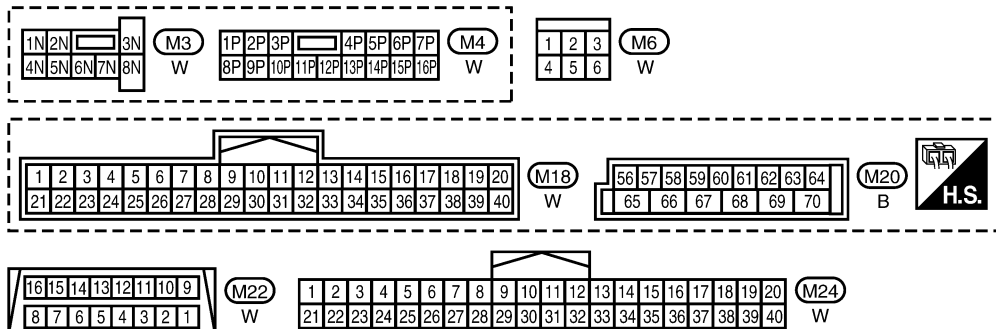 1N 2N 3N M3 1P 2P 3P 4P 5P 6P 7P M4 1 2 3 M6
4N 5N 6N 7N 8N W 8P 9P 10P 11P 12P 13P 14P 15P 16P W 4 5 6 W
1 2 3 4 5 6 7 8 9 10 11 12 13 14 15 16 17 18 19 20 M18 56 57 58 59 60 61 62 63 64 M20
21 22 23 24 25 26 27 28 29 30 31 32 33 34 35 36 37 38 39 40 W 65 66 67 68 69 70 B H.S.
16 15 14 13 12 11 10 9 M22 1 2 3 4 5 6 7 8 9 10 11 12 13 14 15 16 17 18 19 20 M24
8 7 6 5 4 3 2 1 W 21 22 23 24 25 26 27 28 29 30 31 32 33 34 35 36 37 38 39 40 W